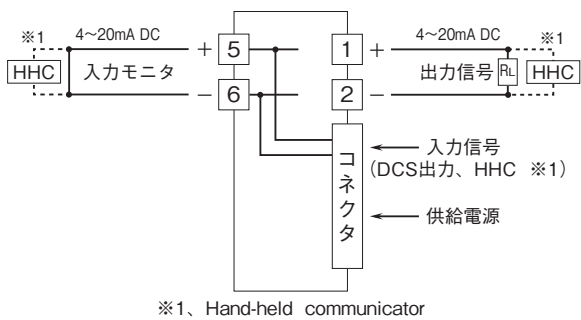 ※1
4～20mA DC
HHC
入力モニタ
+ 5
− 6
1 +
2 −
4～20mA DC
※1
出力信号
RL
HHC
コネクタ
入力信号
(DCS出力、HHC ※1)
供給電源
※1、Hand-held communicator